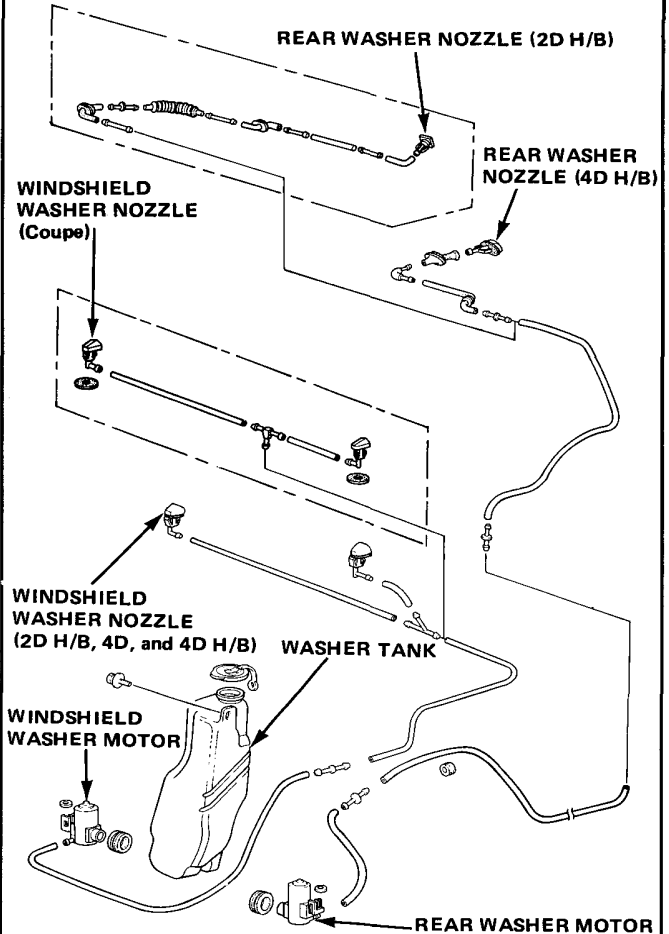 REAR WASHER NOZZLE (2D H/B)
REAR WASHER
NOZZLE (4D H/B)
WINDSHIELD
WASHER NOZZLE
(Coupe)
WINDSHIELD
WASHER NOZZLE
(2D H/B, 4D, and 4D H/B)
WASHER TANK
WINDSHIELD
WASHER MOTOR
REAR WASHER MOTOR